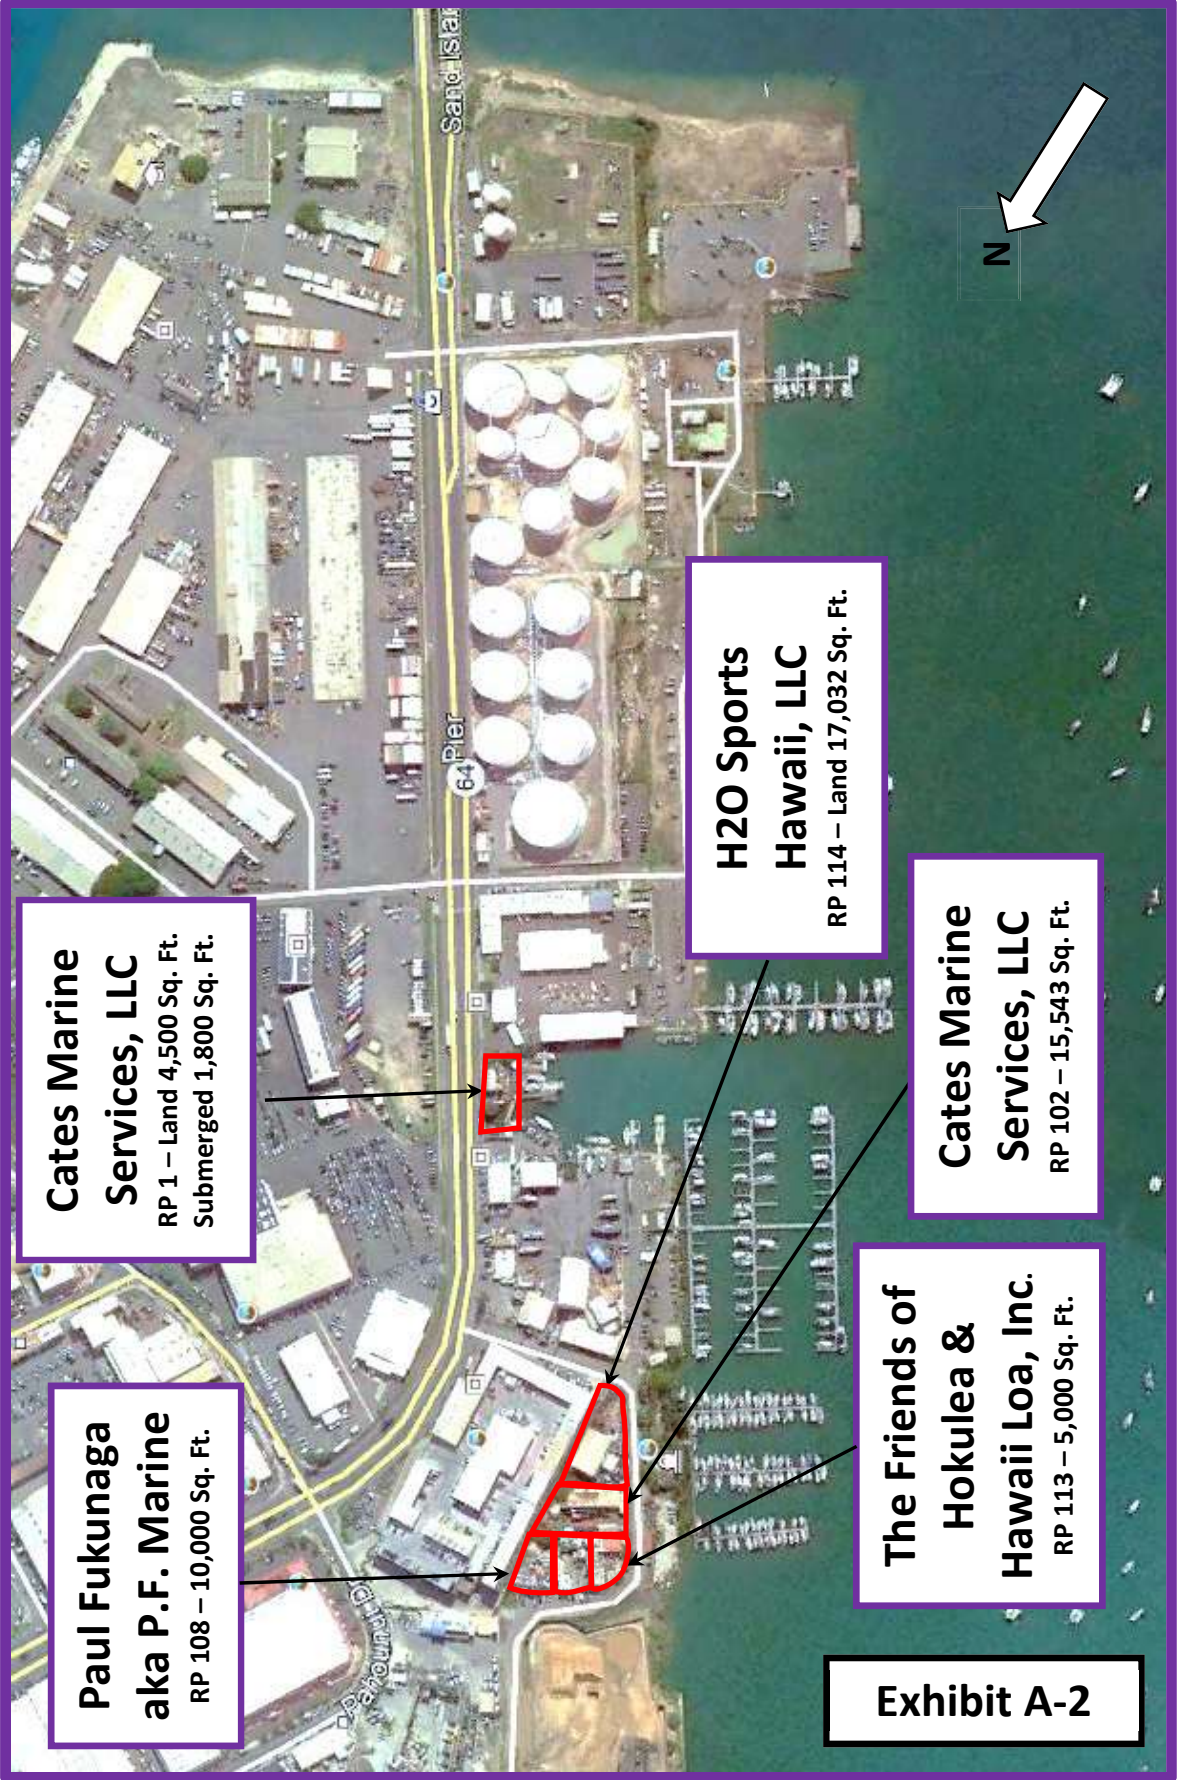 Cates Marine
Services, LLC
RP 1 – Land 4,500 Sq. Ft.
Submerged 1,800 Sq. Ft.
Paul Fukunaga
aka P.F. Marine
RP 108 – 10,000 Sq. Ft.
H2O Sports
Hawaii, LLC
RP 114 – Land 17,032 Sq. Ft.
Cates Marine
Services, LLC
RP 102 – 15,543 Sq. Ft.
The Friends of
Hokulea &
Hawaii Loa, Inc.
RP 113 – 5,000 Sq. Ft.
Exhibit A-2
N
Sand Islan
64
Pier